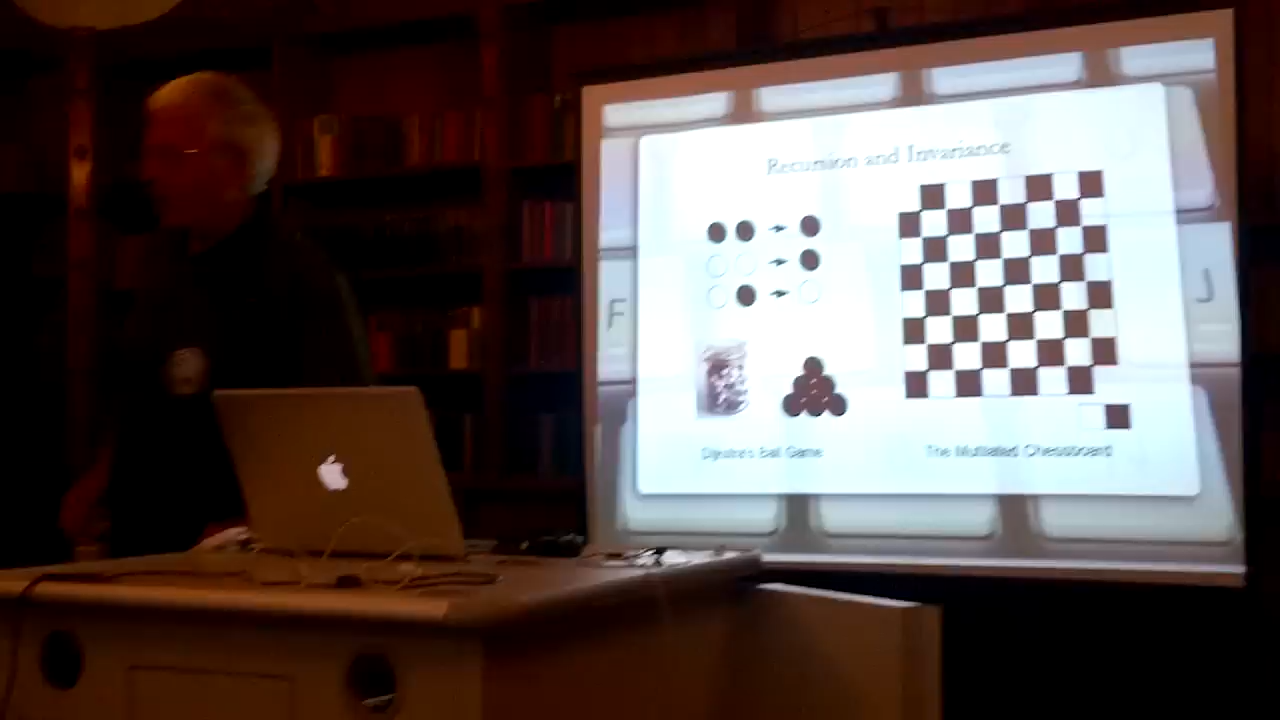 Recursion and Invariance
F
J
Dijkstra's Ball Game
The Mutilated Chessboard